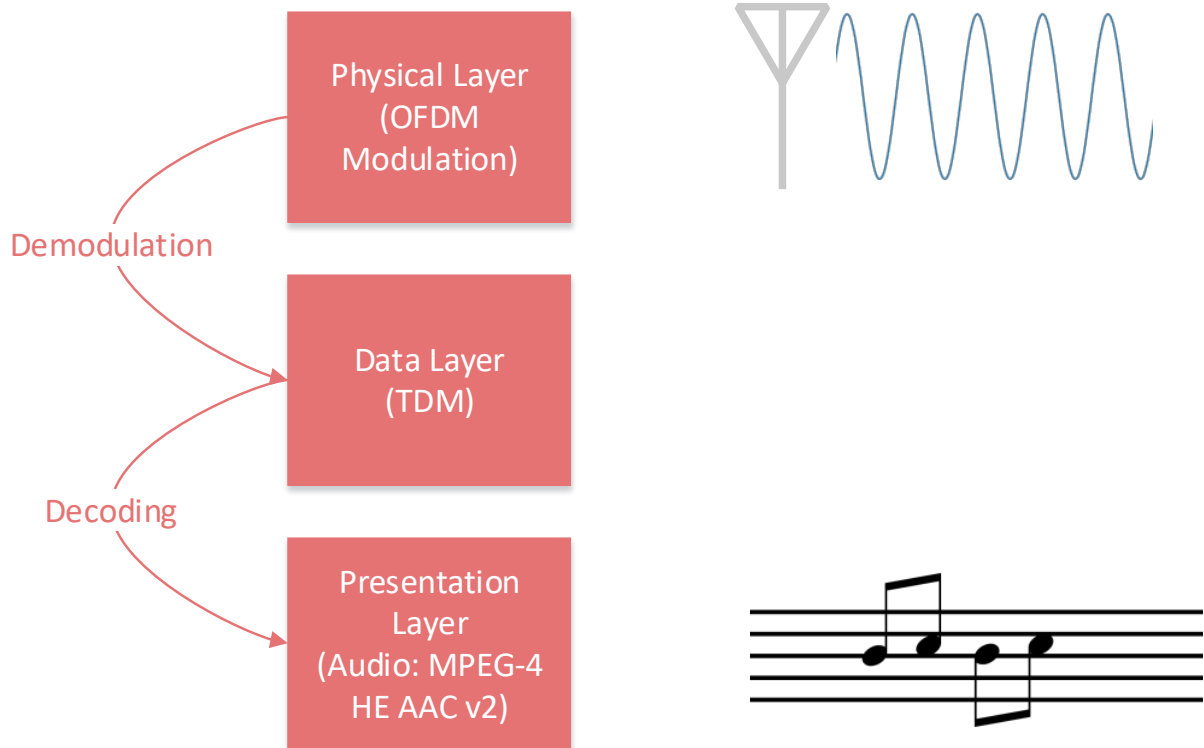 Physical Layer
(OFDM
Modulation)
Demodulation
Data Layer
(TDM)
Decoding
Presentation
Layer
(Audio: MPEG-4
HE AAC v2)